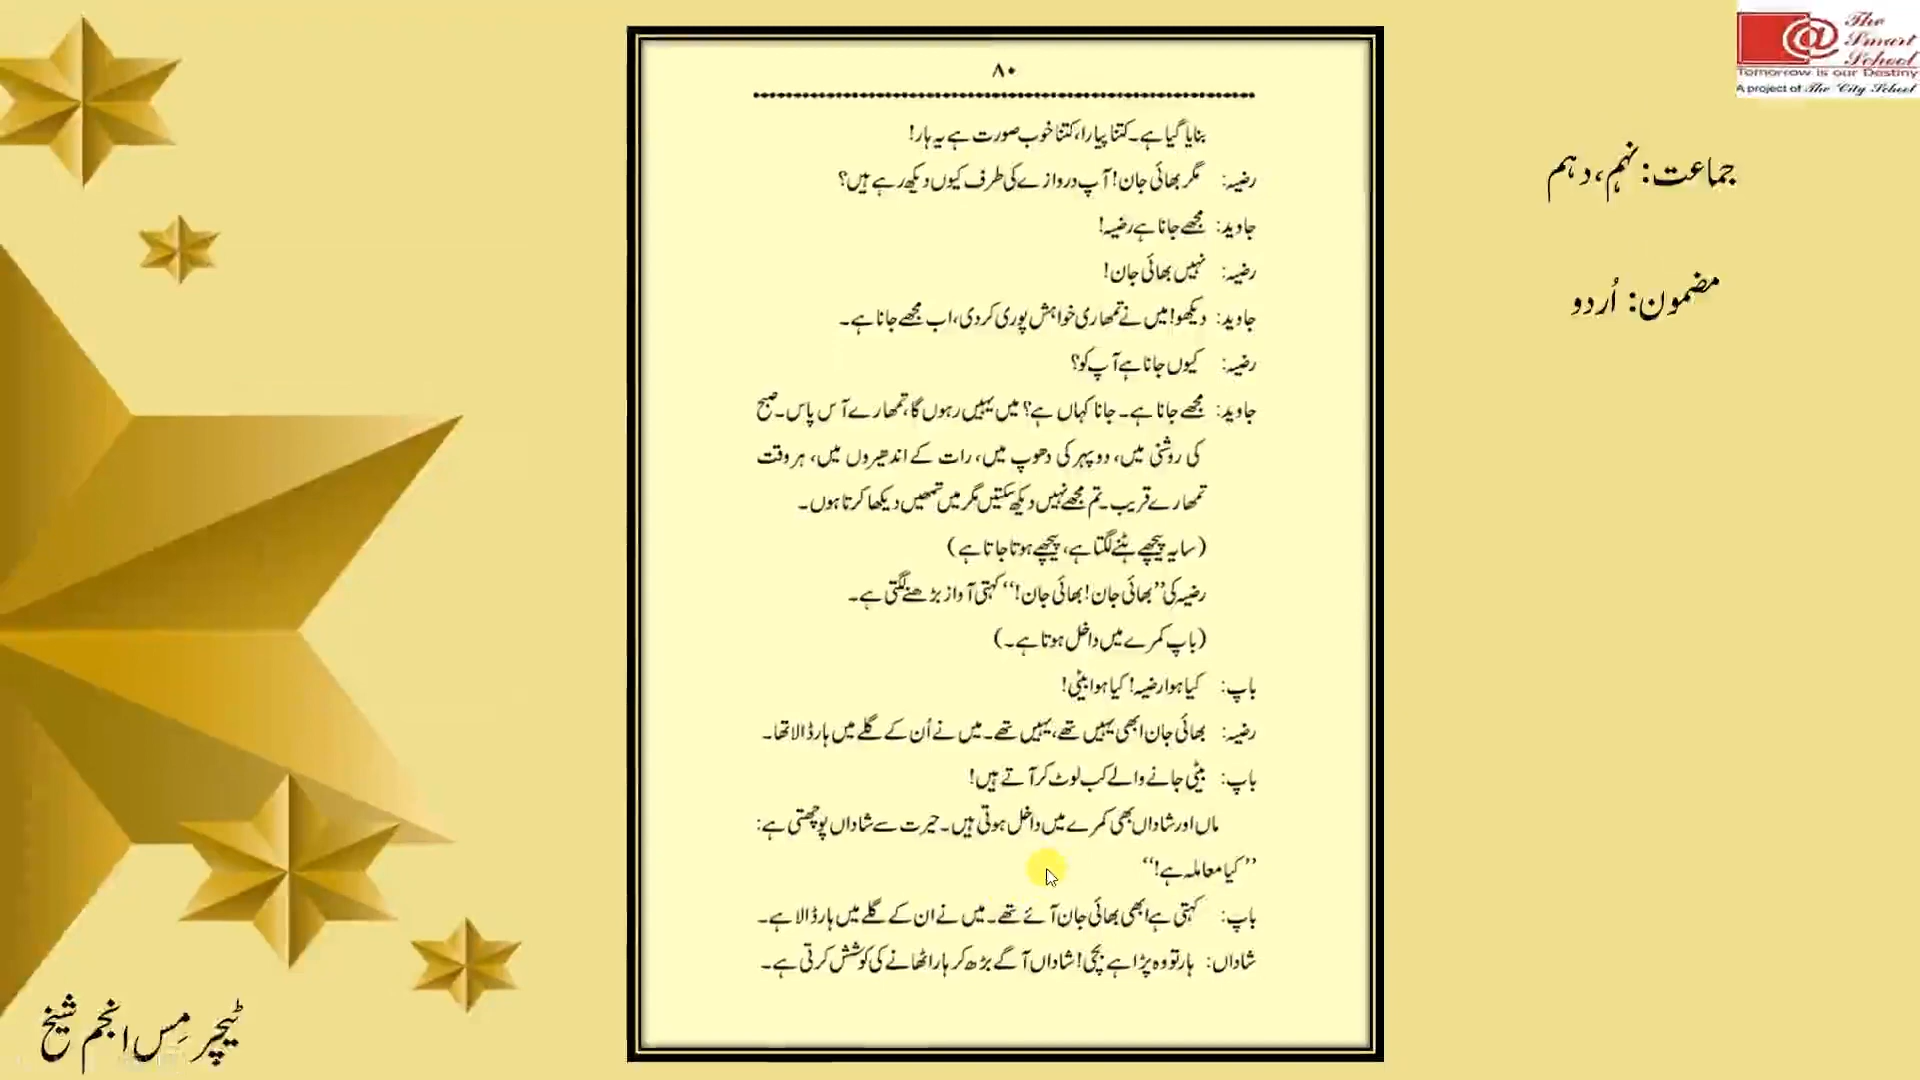 The
Smart
School
Tomorrow is our Destiny
A project of The City School
جماعت: نہم، دہم
مضمون: اُردو
۸۰
بنایا گیا ہے۔ کتنا پیارا، کتنا خوب صورت ہے یہ ہار!
رضیہ: مگر بھائی جان! آپ دروازے کی طرف کیوں دیکھ رہے ہیں؟
جاوید: مجھے جانا ہے رضیہ!
رضیہ: نہیں بھائی جان!
جاوید: دیکھو! میں نے تمھاری خواہش پوری کر دی، اب مجھے جانا ہے۔
رضیہ: کیوں جانا ہے آپ کو؟
جاوید: مجھے جانا ہے۔ جانا کہاں ہے؟ میں یہیں رہوں گا، تمھارے آس پاس۔ صبح
کی روشنی میں، دوپہر کی دھوپ میں، رات کے اندھیروں میں، ہر وقت
تمھارے قریب۔ تم مجھے نہیں دیکھ سکتیں مگر میں تمھیں دیکھا کرتا ہوں۔
(سایہ پیچھے ہٹنے لگتا ہے، پیچھے ہوتا جاتا ہے)
رضیہ کی ’’بھائی جان! بھائی جان!‘‘ کہتی آواز بڑھنے لگتی ہے۔
(باپ کمرے میں داخل ہوتا ہے۔)
باپ: کیا ہوا رضیہ! کیا ہوا بیٹی!
رضیہ: بھائی جان ابھی یہیں تھے، یہیں تھے۔ میں نے اُن کے گلے میں ہار ڈالا تھا۔
باپ: بیٹی جانے والے کب لوٹ کر آتے ہیں!
ماں اور شاداں بھی کمرے میں داخل ہوتی ہیں۔ حیرت سے شاداں پوچھتی ہے:
’’کیا معاملہ ہے!‘‘
باپ: کہتی ہے ابھی بھائی جان آئے تھے۔ میں نے ان کے گلے میں ہار ڈالا ہے۔
شاداں: ہار تو وہ پڑا ہے بچی! شاداں آگے بڑھ کر ہار اٹھانے کی کوشش کرتی ہے۔
ٹیچر مِس انجم شیخ